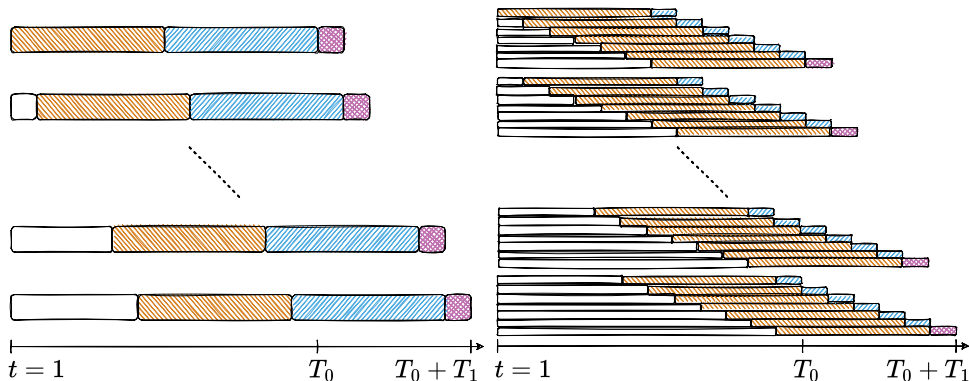 t = 1 T₀ T₀ + T₁
t = 1 T₀ T₀ + T₁